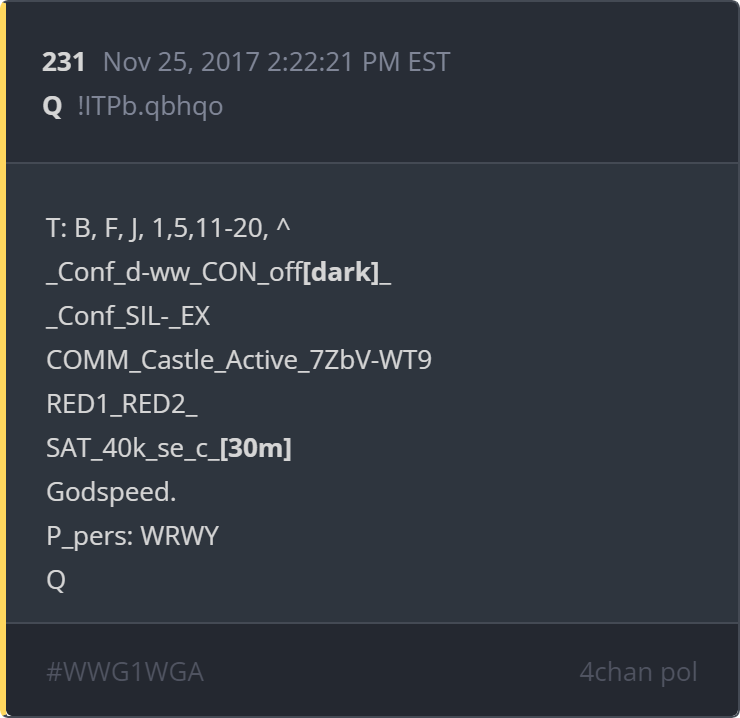 231 Nov 25, 2017 2:22:21 PM EST
Q !ITPb.qbhqo
T: B, F, J, 1,5,11-20, ^
_Conf_d-ww_CON_off[dark]_
_Conf_SIL-_EX
COMM_Castle_Active_7ZbV-WT9
RED1_RED2_
SAT_40k_se_c_[30m]
Godspeed.
P_pers: WRWY
Q
#WWG1WGA 4chan pol